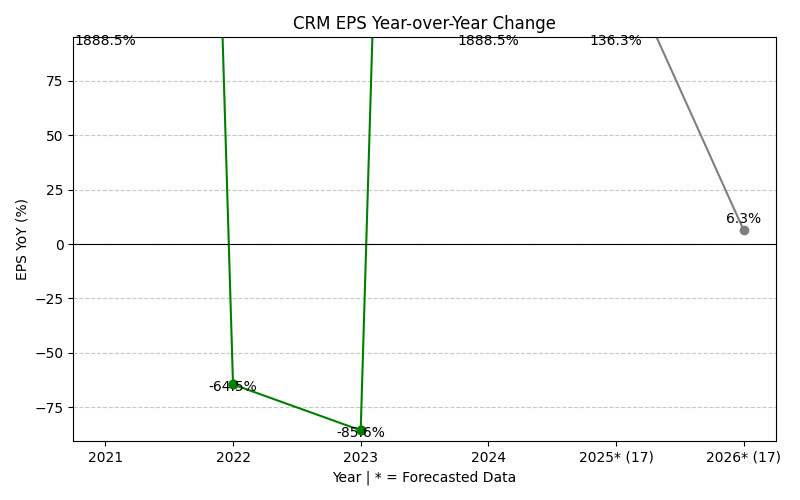 CRM EPS Year-over-Year Change
1888.5% 1888.5% 136.3%
75
50
25
6.3%
0
−25
−50
-64.5%
−75
-85.6%
EPS YoY (%)
2021 2022 2023 2024 2025* (17) 2026* (17)
Year | * = Forecasted Data